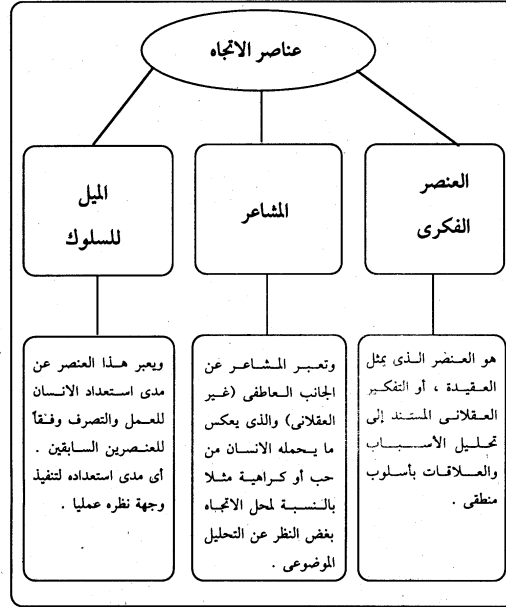 عناصر الاتجاه
العنصر
الفكرى
المشاعر
الميل
للسلوك
هو العنصر الذى يمثل
العقيدة ، أو التفكير
العقلانى المستند إلى
تحليل الأسباب
والعلاقات بأسلوب
منطقى .
وتعبر المشاعر عن
الجانب العاطفى (غير
العقلانى) والذى يعكس
ما يحمله الانسان من
حب أو كراهية مثلا
بالنسبة لمحل الاتجاه
بغض النظر عن التحليل
الموضوعى .
ويعبر هذا العنصر عن
مدى استعداد الانسان
للعمل والتصرف وفقاً
للعنصرين السابقين .
أى مدى استعداده لتنفيذ
وجهة نظره عمليا .